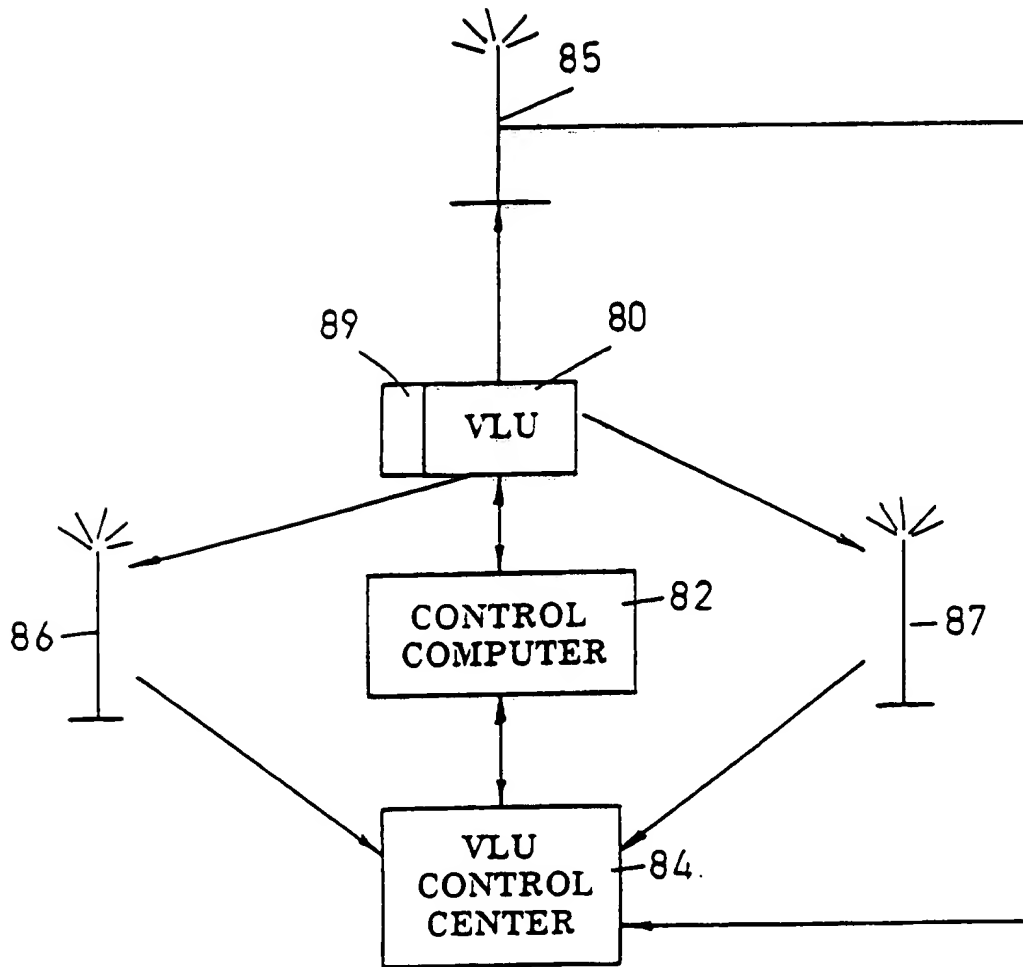 85
89
80
VLU
CONTROL
COMPUTER
82
86
87
VLU
CONTROL
CENTER
84.